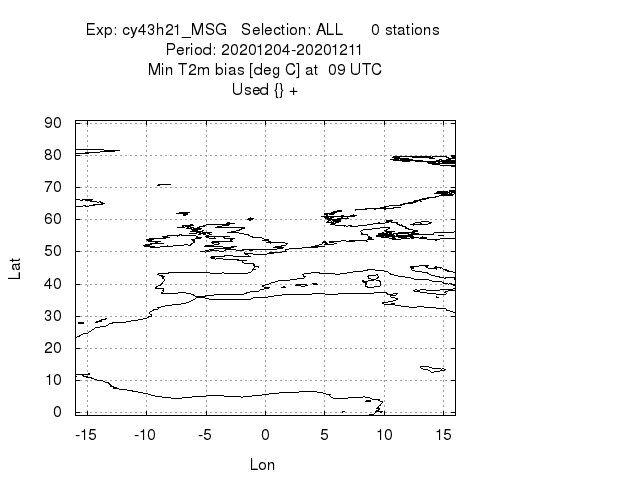 Exp: cy43h21_MSG   Selection: ALL      0 stations
Period: 20201204-20201211
Min T2m bias [deg C] at  09 UTC
Used {} +
90
80
70
60
50
40
30
20
10
0
Lat
-15 -10 -5 0 5 10 15
Lon